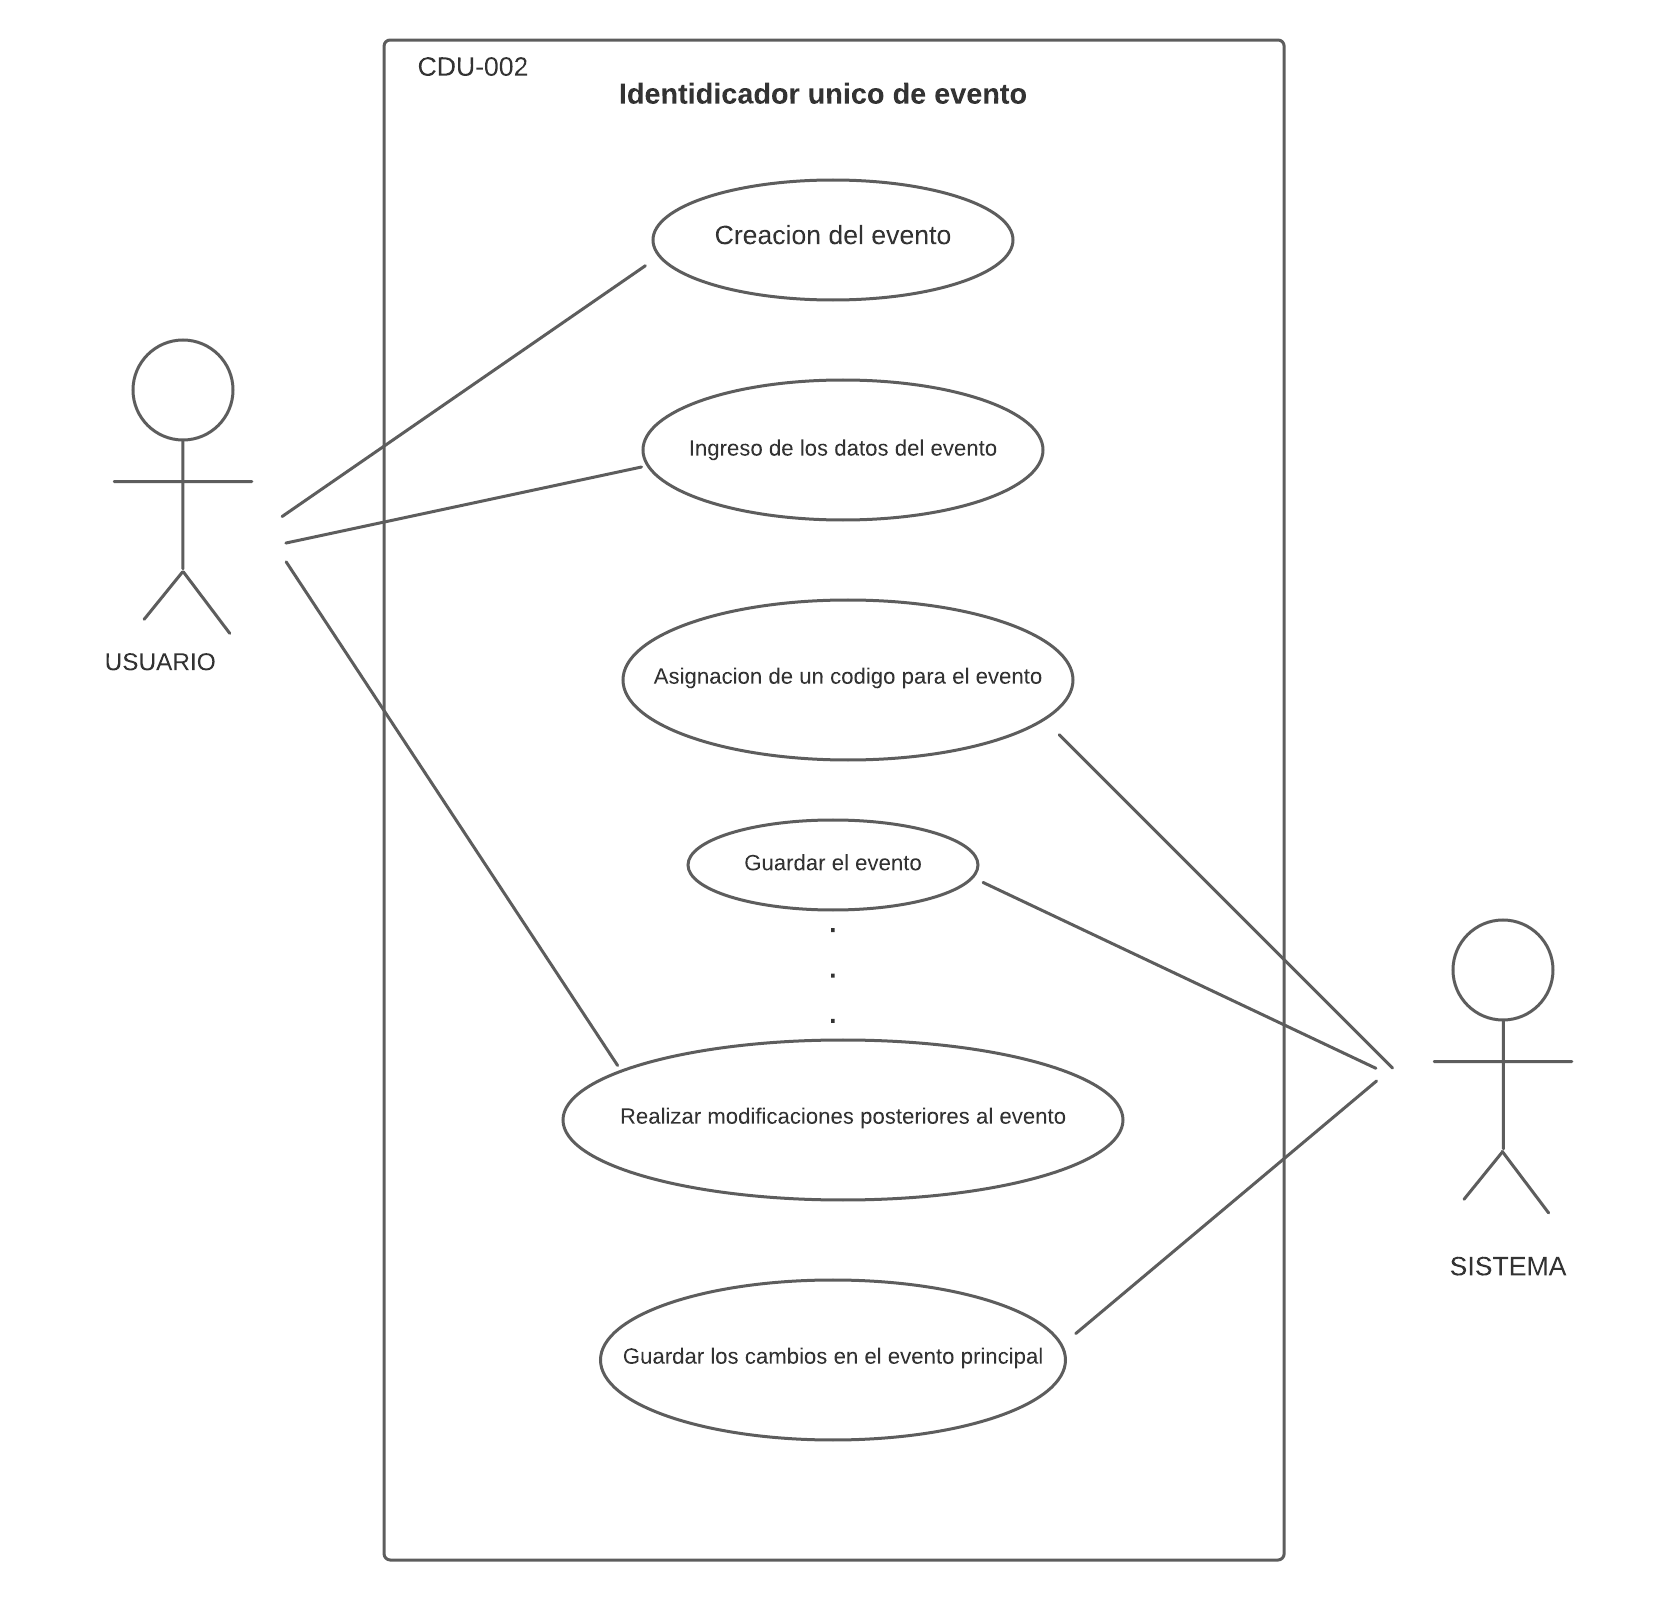 CDU-002
Identidicador unico de evento
Creacion del evento
Ingreso de los datos del evento
USUARIO
Asignacion de un codigo para el evento
Guardar el evento
.
.
.
Realizar modificaciones posteriores al evento
SISTEMA
Guardar los cambios en el evento principal